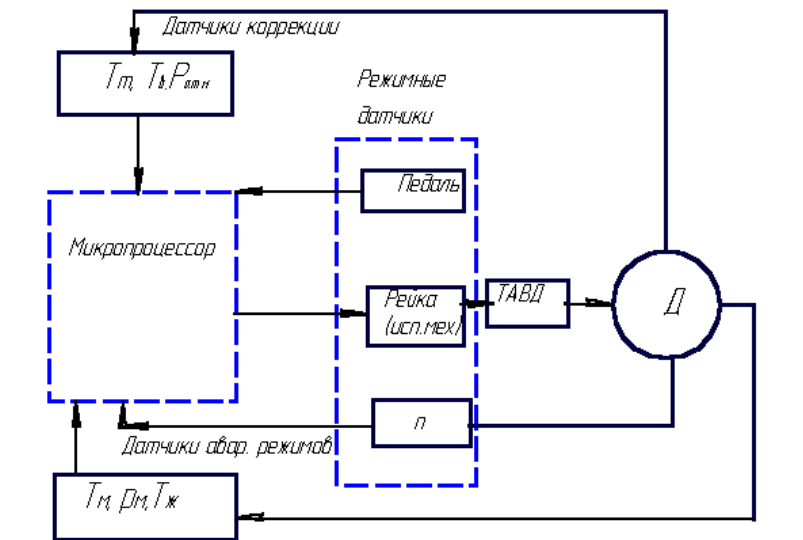 Датчики коррекции
Тт, Тв, Ратм
Режимные
датчики
Педаль
Микропроцессор
Рейка
(исп.мех)
ТАВД
Д
n
Датчики авар. режимов
Тм, рм, Тж